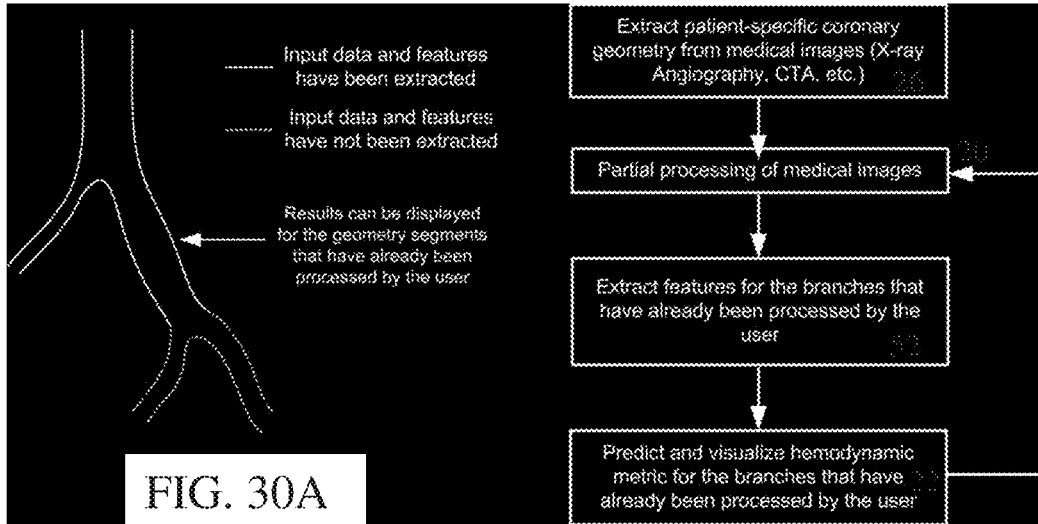 Input data and features
have been extracted
Input data and features
have not been extracted
Results can be displayed
for the geometry segments
that have already been
processed by the user
FIG. 30A
Extract patient-specific coronary
geometry from medical images (X-ray
Angiography, CTA, etc.)
26
Partial processing of medical images
Extract features for the branches that
have already been processed by the
user
Predict and visualize hemodynamic
metric for the branches that have
already been processed by the user